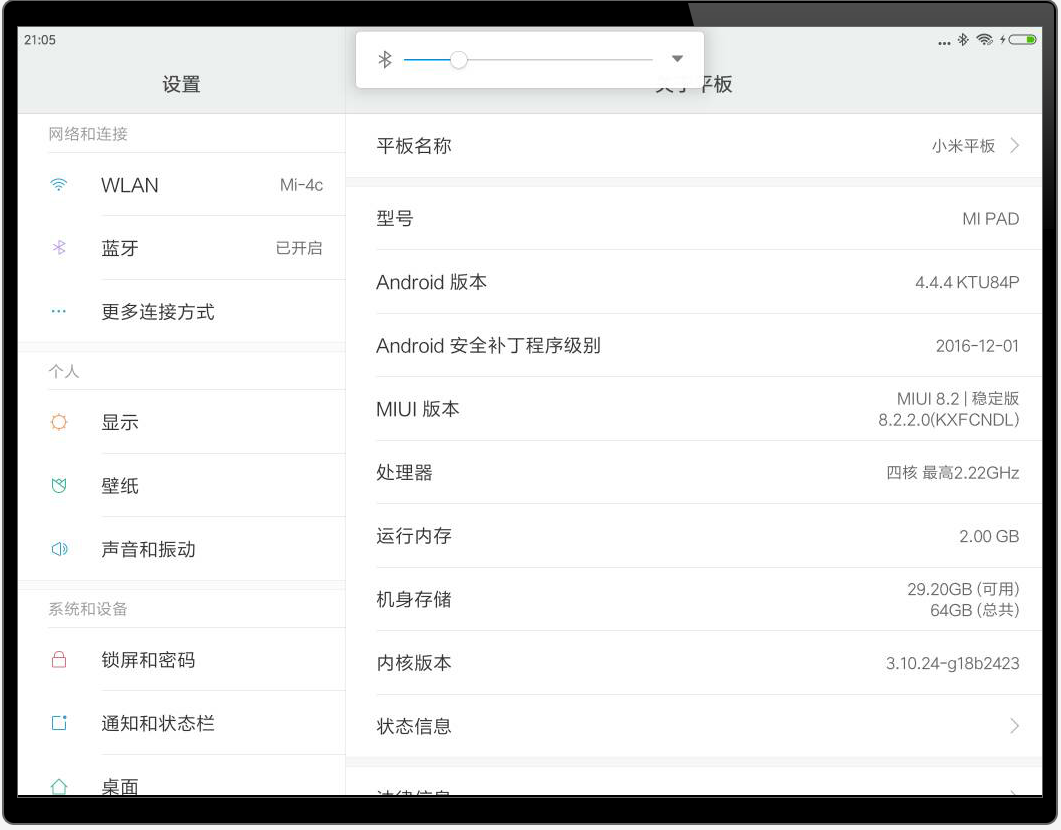 21:05
设置
平板
网络和连接
WLAN Mi-4c
蓝牙 已开启
更多连接方式
个人
显示
壁纸
声音和振动
系统和设备
锁屏和密码
通知和状态栏
桌面
平板名称 小米平板
型号 MI PAD
Android 版本 4.4.4 KTU84P
Android 安全补丁程序级别 2016-12-01
MIUI 版本 MIUI 8.2 | 稳定版
8.2.2.0(KXFCNDL)
处理器 四核 最高2.22GHz
运行内存 2.00 GB
机身存储 29.20GB (可用)
64GB (总共)
内核版本 3.10.24-g18b2423
状态信息